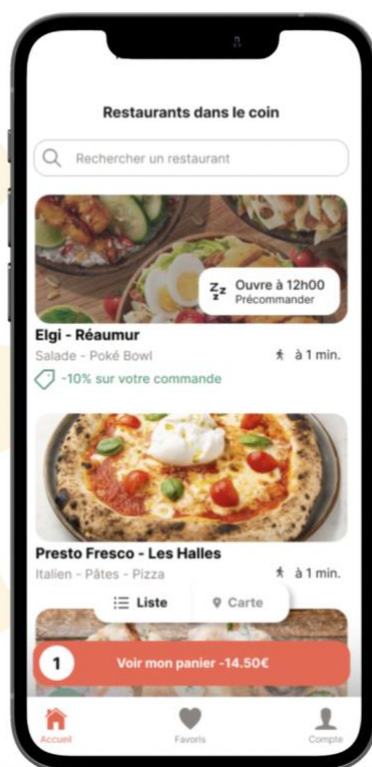 Restaurants dans le coin
Rechercher un restaurant
Ouvre à 12h00
Précommander
Elgi - Réaumur
Salade - Poké Bowl
à 1 min.
-10% sur votre commande
Presto Fresco - Les Halles
Italien - Pâtes - Pizza
à 1 min.
Liste
Carte
1
Voir mon panier -14.50€
Accueil
Favoris
Compte